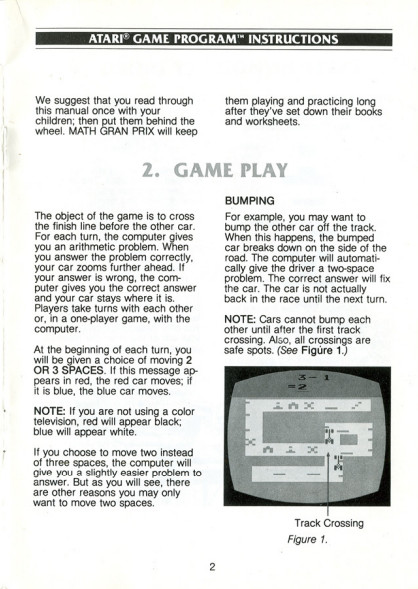 ATARI® GAME PROGRAM™ INSTRUCTIONS
We suggest that you read through
this manual once with your
children; then put them behind the
wheel. MATH GRAN PRIX will keep
them playing and practicing long
after they've set down their books
and worksheets.
2. GAME PLAY
The object of the game is to cross
the finish line before the other car.
For each turn, the computer gives
you an arithmetic problem. When
you answer the problem correctly,
your car zooms further ahead. If
your answer is wrong, the com-
puter gives you the correct answer
and your car stays where it is.
Players take turns with each other
or, in a one-player game, with the
computer.
At the beginning of each turn, you
will be given a choice of moving 2
OR 3 SPACES. If this message ap-
pears in red, the red car moves; if
it is blue, the blue car moves.
NOTE: If you are not using a color
television, red will appear black;
blue will appear white.
If you choose to move two instead
of three spaces, the computer will
give you a slightly easier problem to
answer. But as you will see, there
are other reasons you may only
want to move two spaces.
BUMPING
For example, you may want to
bump the other car off the track.
When this happens, the bumped
car breaks down on the side of the
road. The computer will automati-
cally give the driver a two-space
problem. The correct answer will fix
the car. The car is not actually
back in the race until the next turn.
NOTE: Cars cannot bump each
other until after the first track
crossing. Also, all crossings are
safe spots. (See Figure 1.)
3 - 1
= 2
Track Crossing
Figure 1.
2